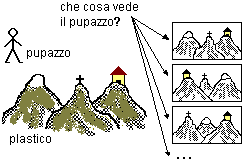 che cosa vede
il pupazzo?
pupazzo
plastico
...